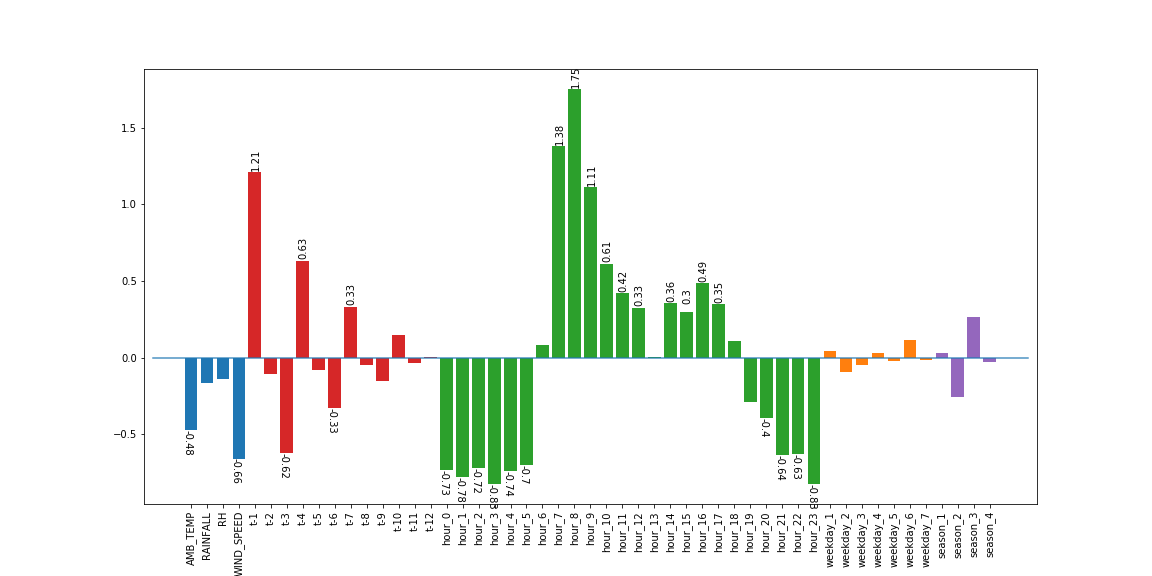 1.5
1.0
0.5
0.0
−0.5
-0.48
-0.66
1.21
-0.62
0.63
-0.33
0.33
-0.73
-0.78
-0.72
-0.83
-0.74
-0.7
1.38
1.75
1.11
0.61
0.42
0.33
0.36
0.3
0.49
0.35
-0.4
-0.64
-0.63
-0.83
AMB_TEMP
RAINFALL
RH
WIND_SPEED
t-1
t-2
t-3
t-4
t-5
t-6
t-7
t-8
t-9
t-10
t-11
t-12
hour_0
hour_1
hour_2
hour_3
hour_4
hour_5
hour_6
hour_7
hour_8
hour_9
hour_10
hour_11
hour_12
hour_13
hour_14
hour_15
hour_16
hour_17
hour_18
hour_19
hour_20
hour_21
hour_22
hour_23
weekday_1
weekday_2
weekday_3
weekday_4
weekday_5
weekday_6
weekday_7
season_1
season_2
season_3
season_4